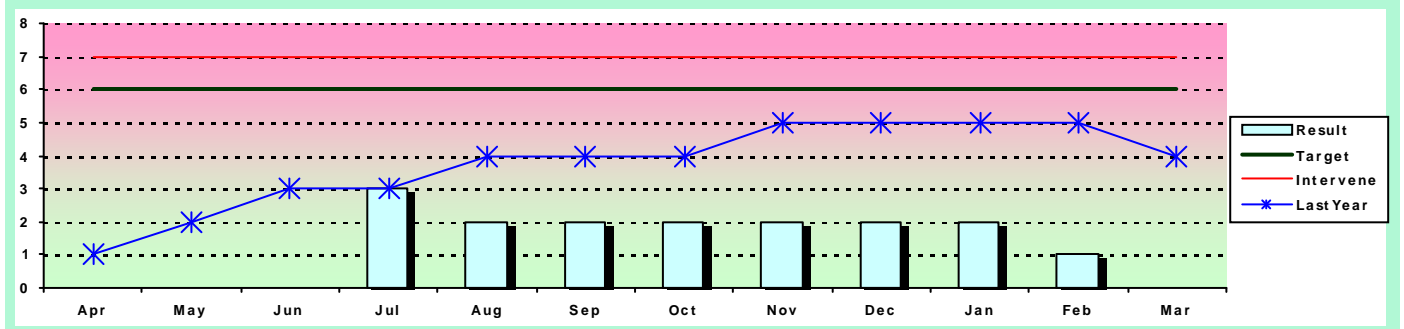 8
7
6
5
4
3
2
1
0
Apr May Jun Jul Aug Sep Oct Nov Dec Jan Feb Mar
Result
Target
Intervene
Last Year